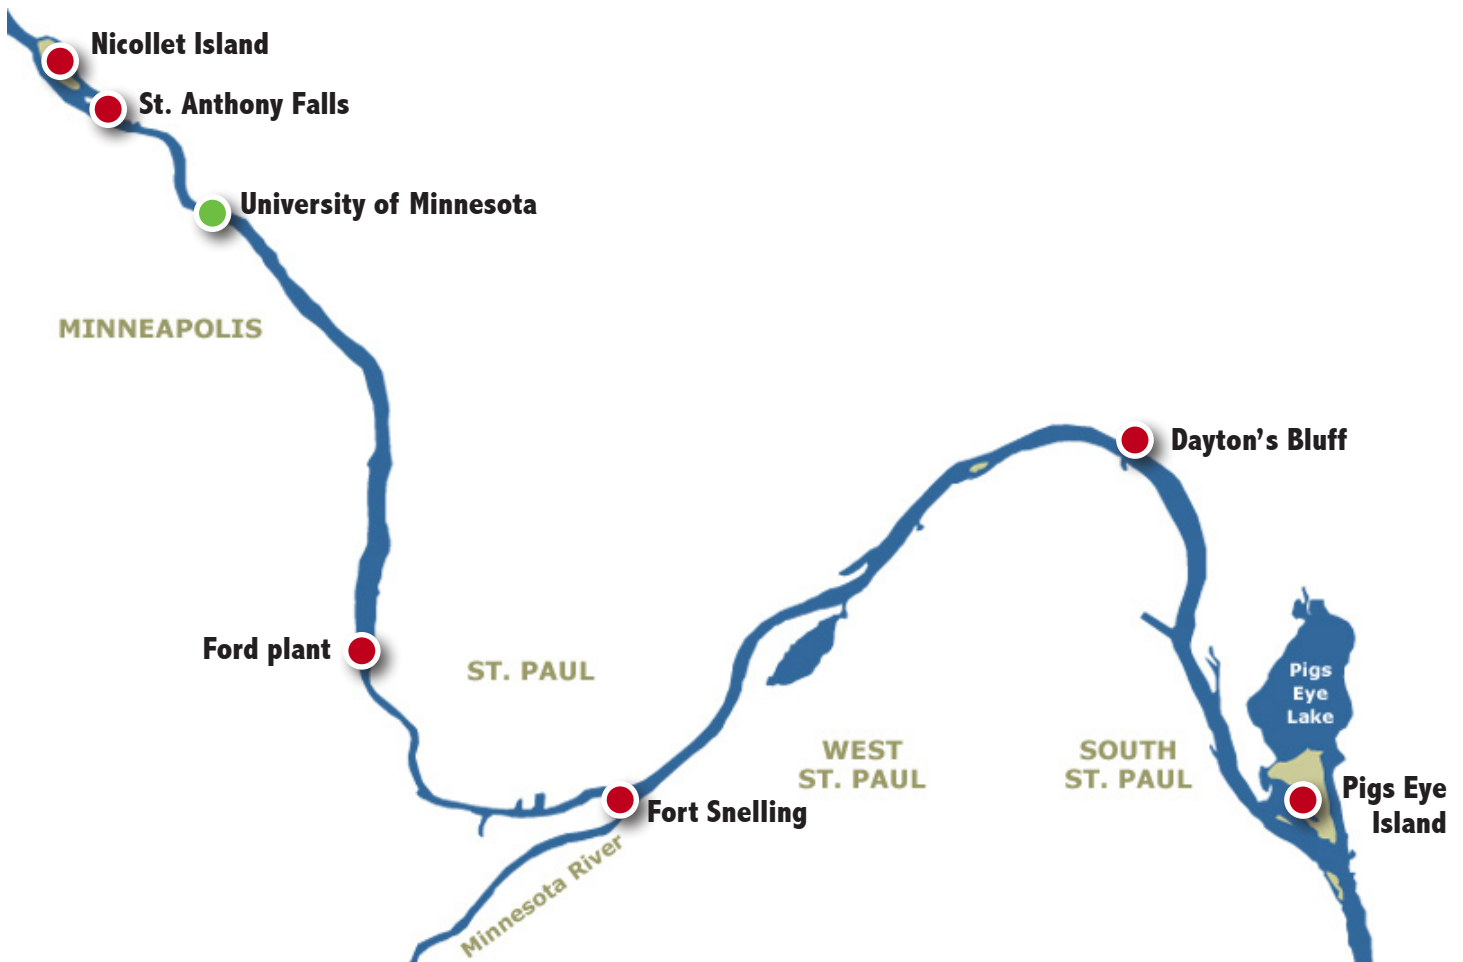 Nicollet Island
St. Anthony Falls
University of Minnesota
MINNEAPOLIS
Dayton’s Bluff
Ford plant
ST. PAUL
Pigs
Eye
Lake
WEST
ST. PAUL
SOUTH
ST. PAUL
Pigs Eye
Island
Fort Snelling
Minnesota River